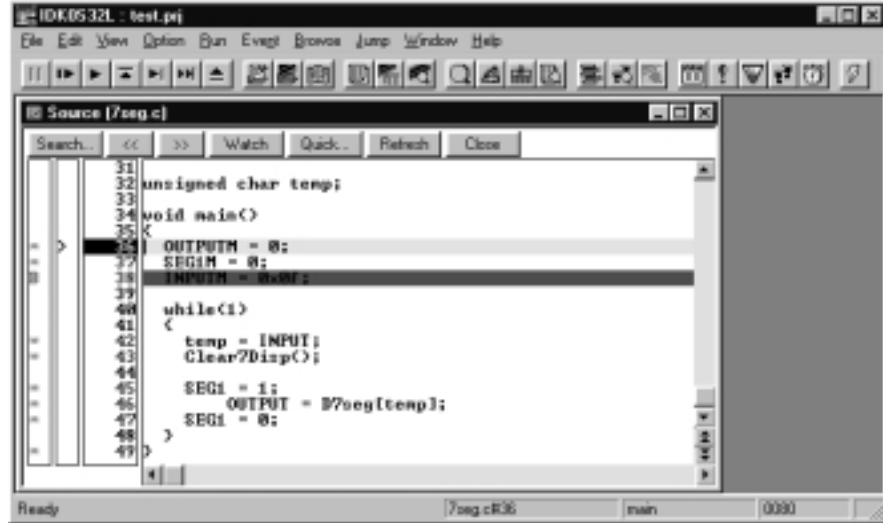 IDK0S32L : test.prj
File Edit View Option Run Event Browse Jump Window Help
Source (7seg.c)
Search... << >> Watch Quick... Refresh Close
31
32 unsigned char temp;
33
34 void main()
35 {
36 OUTPUTM = 0;
37 SEG1M = 0;
38 INPUTM = 0x0f;
39
40 while(1)
41 {
42 temp = INPUT;
43 Clear7Disp();
44
45 SEG1 = 1;
46 OUTPUT = D7seg[temp];
47 SEG1 = 0;
48 }
49 }
Ready 7seg.c#36 main 0080